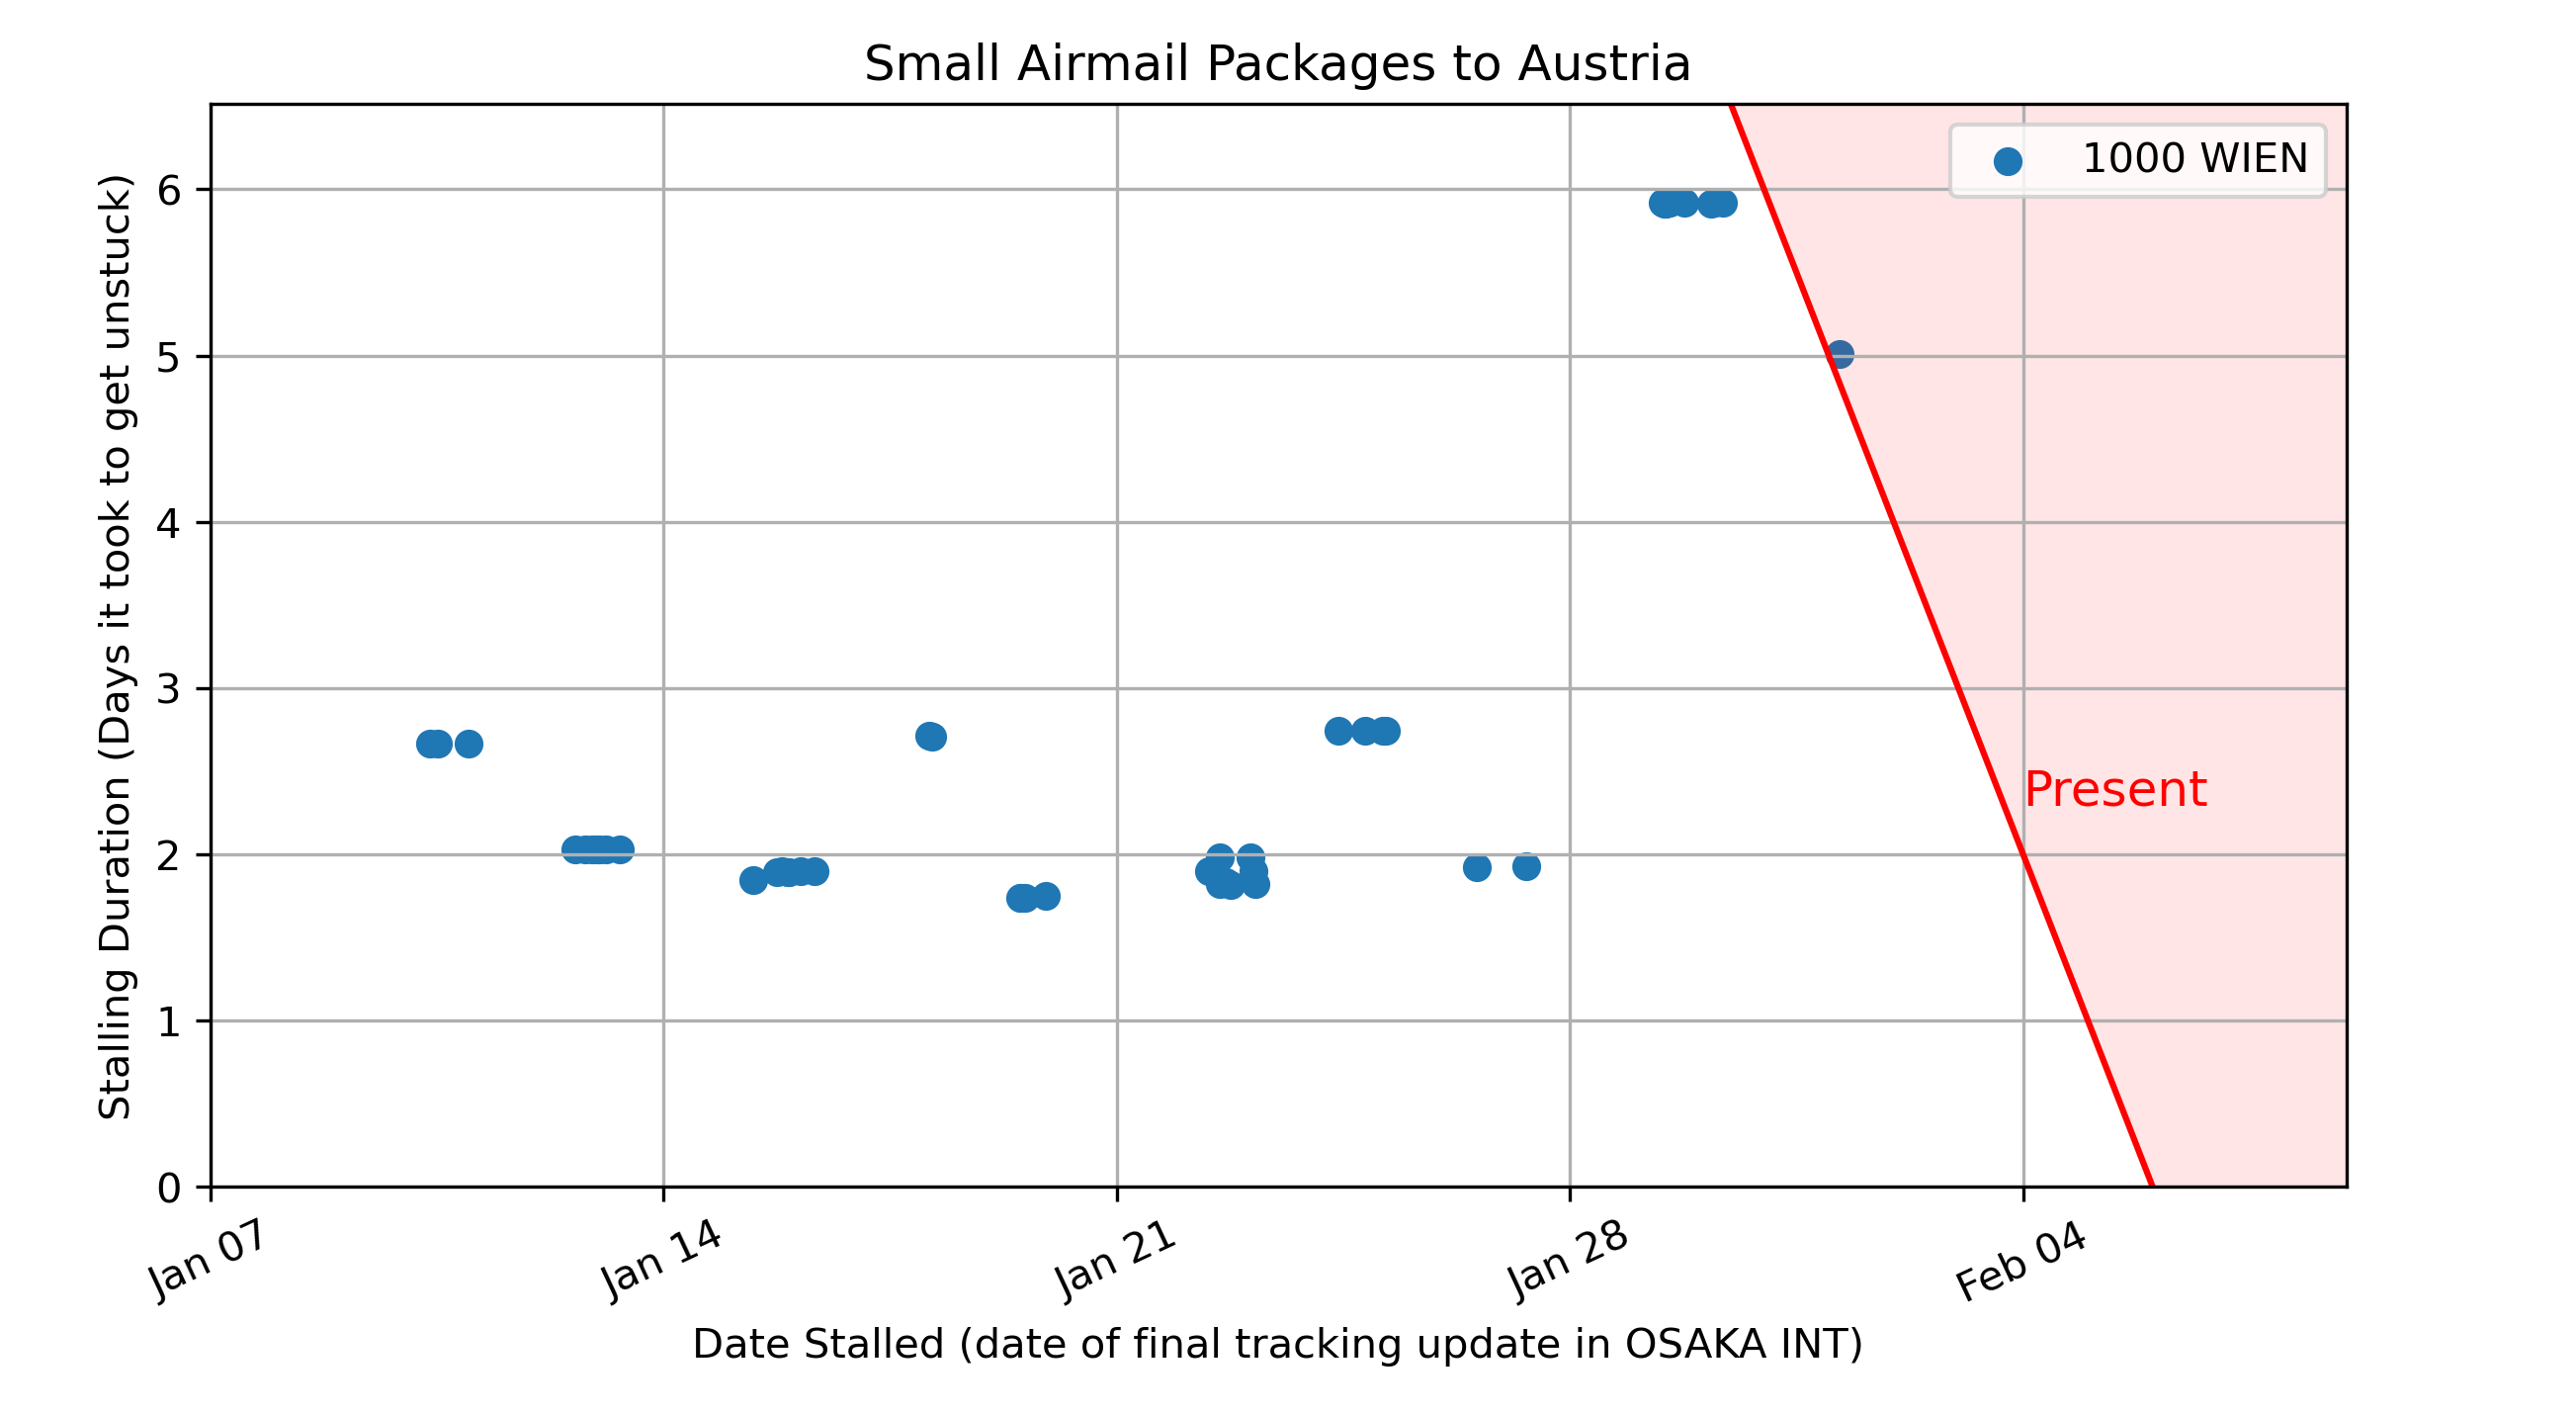 Small Airmail Packages to Austria
1000 WIEN
Stalling Duration (Days it took to get unstuck)
6
5
4
3
2
1
0
Present
Jan 07
Jan 14
Jan 21
Jan 28
Feb 04
Date Stalled (date of final tracking update in OSAKA INT)